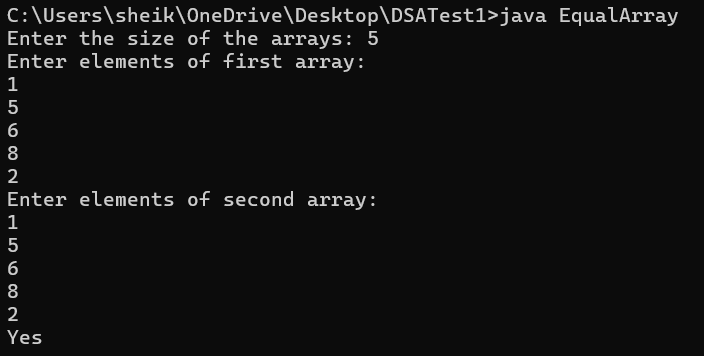 C:\Users\sheik\OneDrive\Desktop\DSATest1>java EqualArray
Enter the size of the arrays: 5
Enter elements of first array:
1
5
6
8
2
Enter elements of second array:
1
5
6
8
2
Yes